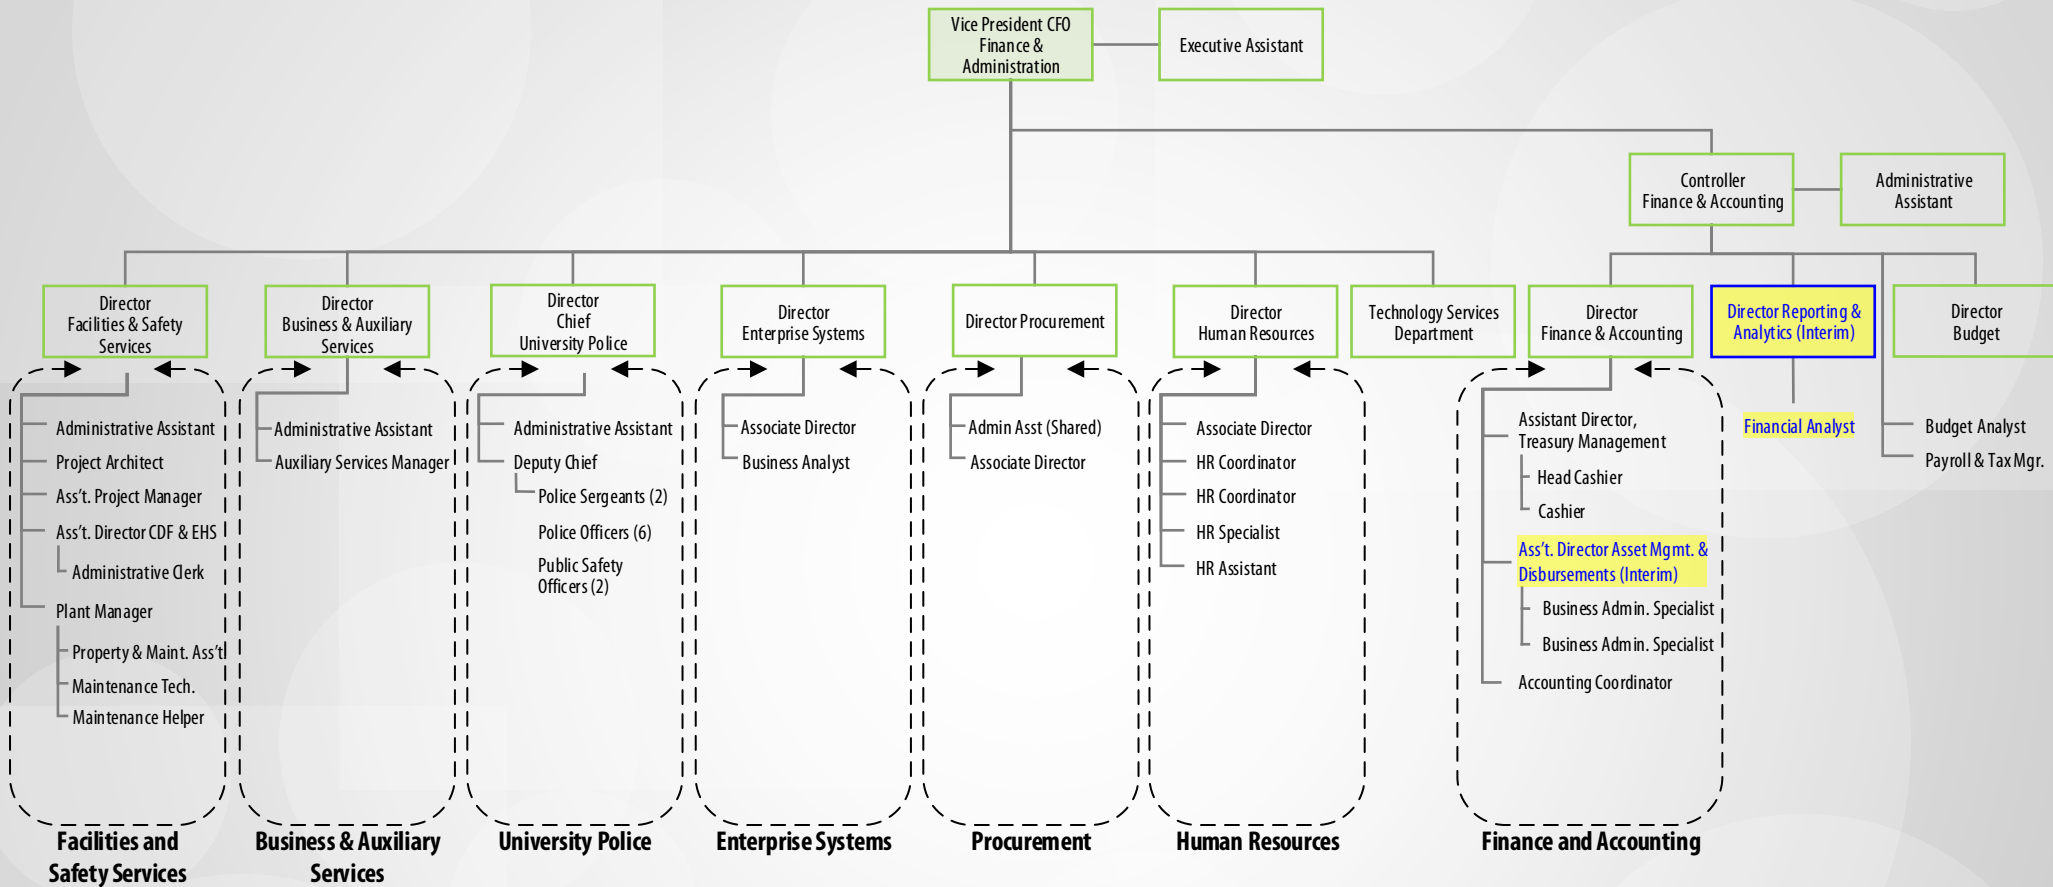 Vice President CFO
Finance &
Administration
Executive Assistant
Controller
Finance & Accounting
Administrative
Assistant
Director
Facilities & Safety
Services
Director
Business & Auxiliary
Services
Director
Chief
University Police
Director
Enterprise Systems
Director Procurement
Director
Human Resources
Technology Services
Department
Director
Finance & Accounting
Director Reporting &
Analytics (Interim)
Director
Budget
Administrative Assistant
Project Architect
Ass't. Project Manager
Ass't. Director CDF & EHS
Administrative Clerk
Plant Manager
Property & Maint. Ass't
Maintenance Tech.
Maintenance Helper
Administrative Assistant
Auxiliary Services Manager
Administrative Assistant
Deputy Chief
Police Sergeants (2)
Police Officers (6)
Public Safety
Officers (2)
Associate Director
Business Analyst
Admin Asst (Shared)
Associate Director
Associate Director
HR Coordinator
HR Coordinator
HR Specialist
HR Assistant
Assistant Director,
Treasury Management
Head Cashier
Cashier
Ass't. Director Asset Mgmt. &
Disbursements (Interim)
Business Admin. Specialist
Business Admin. Specialist
Accounting Coordinator
Financial Analyst
Budget Analyst
Payroll & Tax Mgr.
Facilities and
Safety Services
Business & Auxiliary
Services
University Police
Enterprise Systems
Procurement
Human Resources
Finance and Accounting